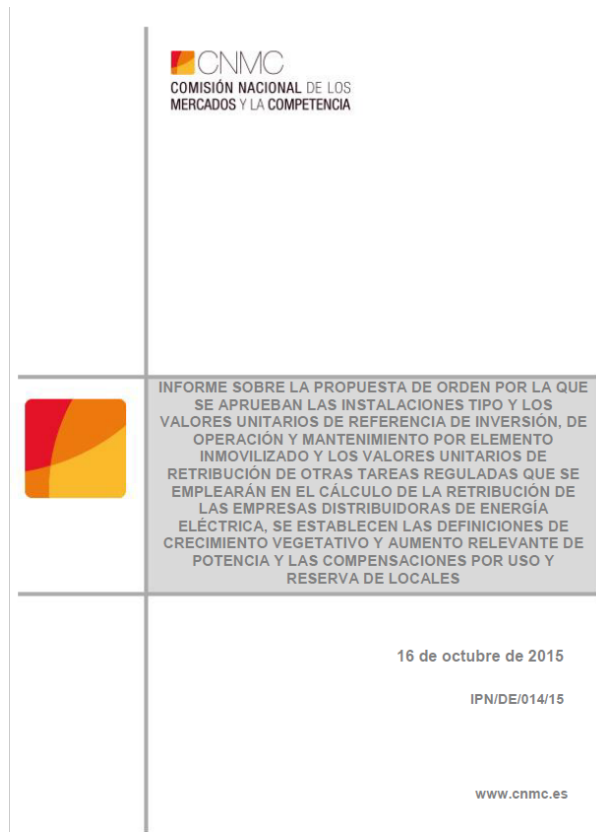 CNMC
COMISIÓN NACIONAL DE LOS
MERCADOS Y LA COMPETENCIA
INFORME SOBRE LA PROPUESTA DE ORDEN POR LA QUE
SE APRUEBAN LAS INSTALACIONES TIPO Y LOS
VALORES UNITARIOS DE REFERENCIA DE INVERSIÓN, DE
OPERACIÓN Y MANTENIMIENTO POR ELEMENTO
INMOVILIZADO Y LOS VALORES UNITARIOS DE
RETRIBUCIÓN DE OTRAS TAREAS REGULADAS QUE SE
EMPLEARÁN EN EL CÁLCULO DE LA RETRIBUCIÓN DE
LAS EMPRESAS DISTRIBUIDORAS DE ENERGÍA
ELÉCTRICA, SE ESTABLECEN LAS DEFINICIONES DE
CRECIMIENTO VEGETATIVO Y AUMENTO RELEVANTE DE
POTENCIA Y LAS COMPENSACIONES POR USO Y
RESERVA DE LOCALES
16 de octubre de 2015
IPN/DE/014/15
www.cnmc.es